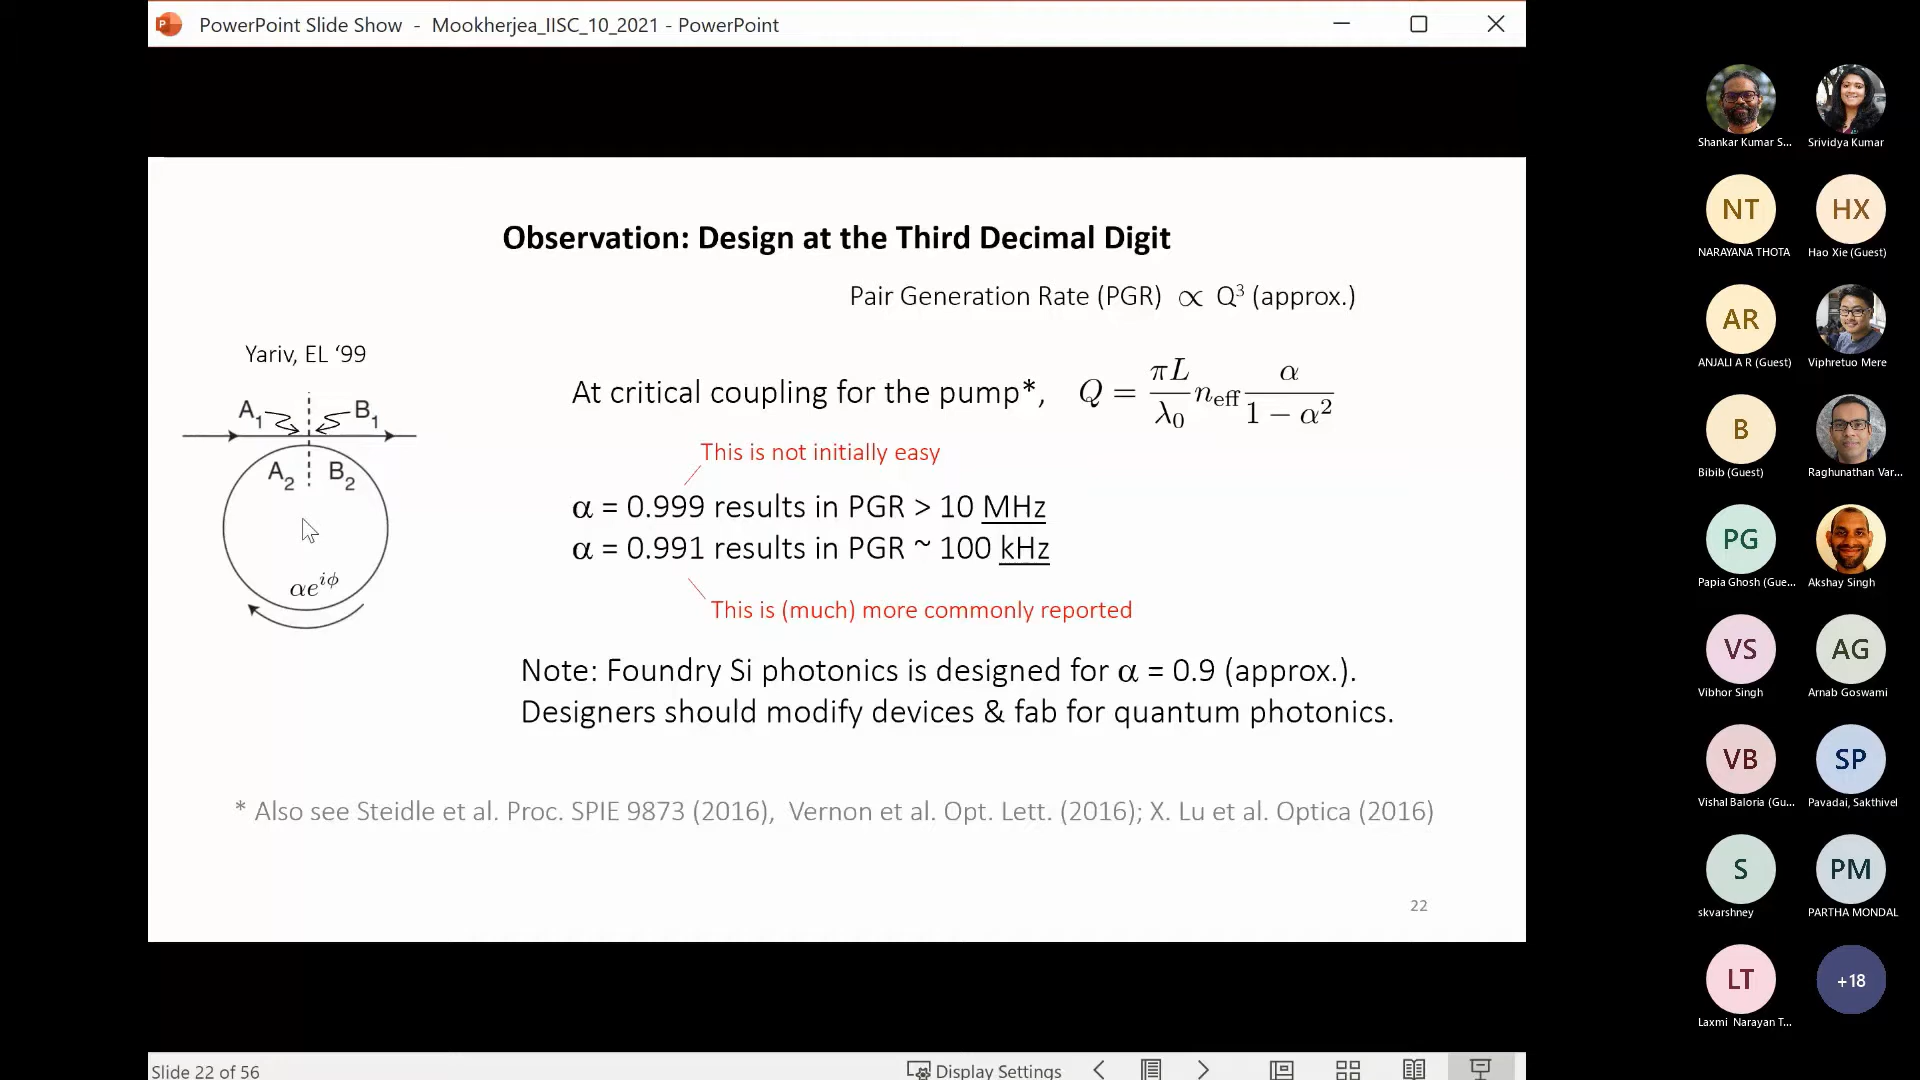 PowerPoint Slide Show - Mookherjea_IISC_10_2021 - PowerPoint
Observation: Design at the Third Decimal Digit
Pair Generation Rate (PGR) ∝ Q³ (approx.)
Yariv, EL ‘99
At critical coupling for the pump*, Q = πL/λ₀ n_eff α/(1 − α²)
A₁ B₁
A₂ B₂
αe^{iϕ}
This is not initially easy
α = 0.999 results in PGR > 10 MHz
α = 0.991 results in PGR ~ 100 kHz
This is (much) more commonly reported
Note: Foundry Si photonics is designed for α = 0.9 (approx.).
Designers should modify devices & fab for quantum photonics.
* Also see Steidle et al. Proc. SPIE 9873 (2016), Vernon et al. Opt. Lett. (2016); X. Lu et al. Optica (2016)
22
Slide 22 of 56
Display Settings
Shankar Kumar S...
Srividya Kumar
NT
HX
NARAYANA THOTA
Hao Xie (Guest)
AR
ANJALI A R (Guest)
Viphretuo Mere
B
Bibib (Guest)
Raghunathan Var...
PG
Papia Ghosh (Gue...
Akshay Singh
VS
AG
Vibhor Singh
Arnab Goswami
VB
SP
Vishal Baloria (Gu...
Pavadai, Sakthivel
S
PM
skvarshney
PARTHA MONDAL
LT
+18
Laxmi Narayan T...